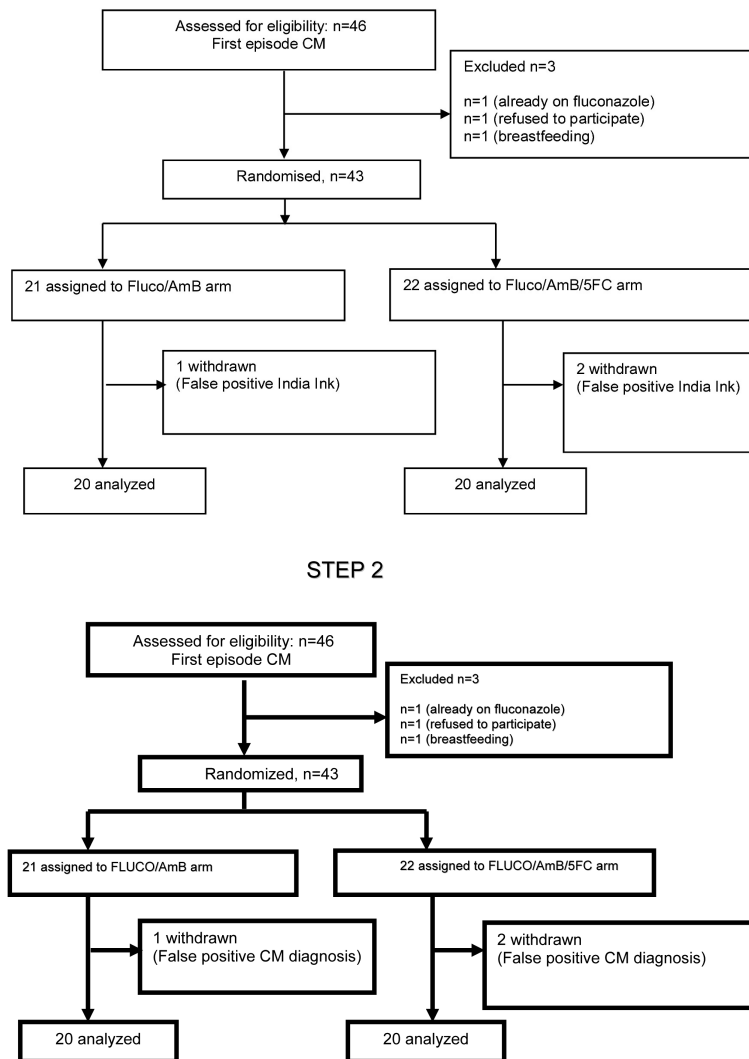 Assessed for eligibility: n=46
First episode CM
Excluded n=3
n=1 (already on fluconazole)
n=1 (refused to participate)
n=1 (breastfeeding)
Randomised, n=43
21 assigned to Fluco/AmB arm
22 assigned to Fluco/AmB/5FC arm
1 withdrawn
(False positive India Ink)
2 withdrawn
(False positive India Ink)
20 analyzed
20 analyzed
STEP 2
Assessed for eligibility: n=46
First episode CM
Excluded n=3
n=1 (already on fluconazole)
n=1 (refused to participate)
n=1 (breastfeeding)
Randomized, n=43
21 assigned to FLUCO/AmB arm
22 assigned to FLUCO/AmB/5FC arm
1 withdrawn
(False positive CM diagnosis)
2 withdrawn
(False positive CM diagnosis)
20 analyzed
20 analyzed